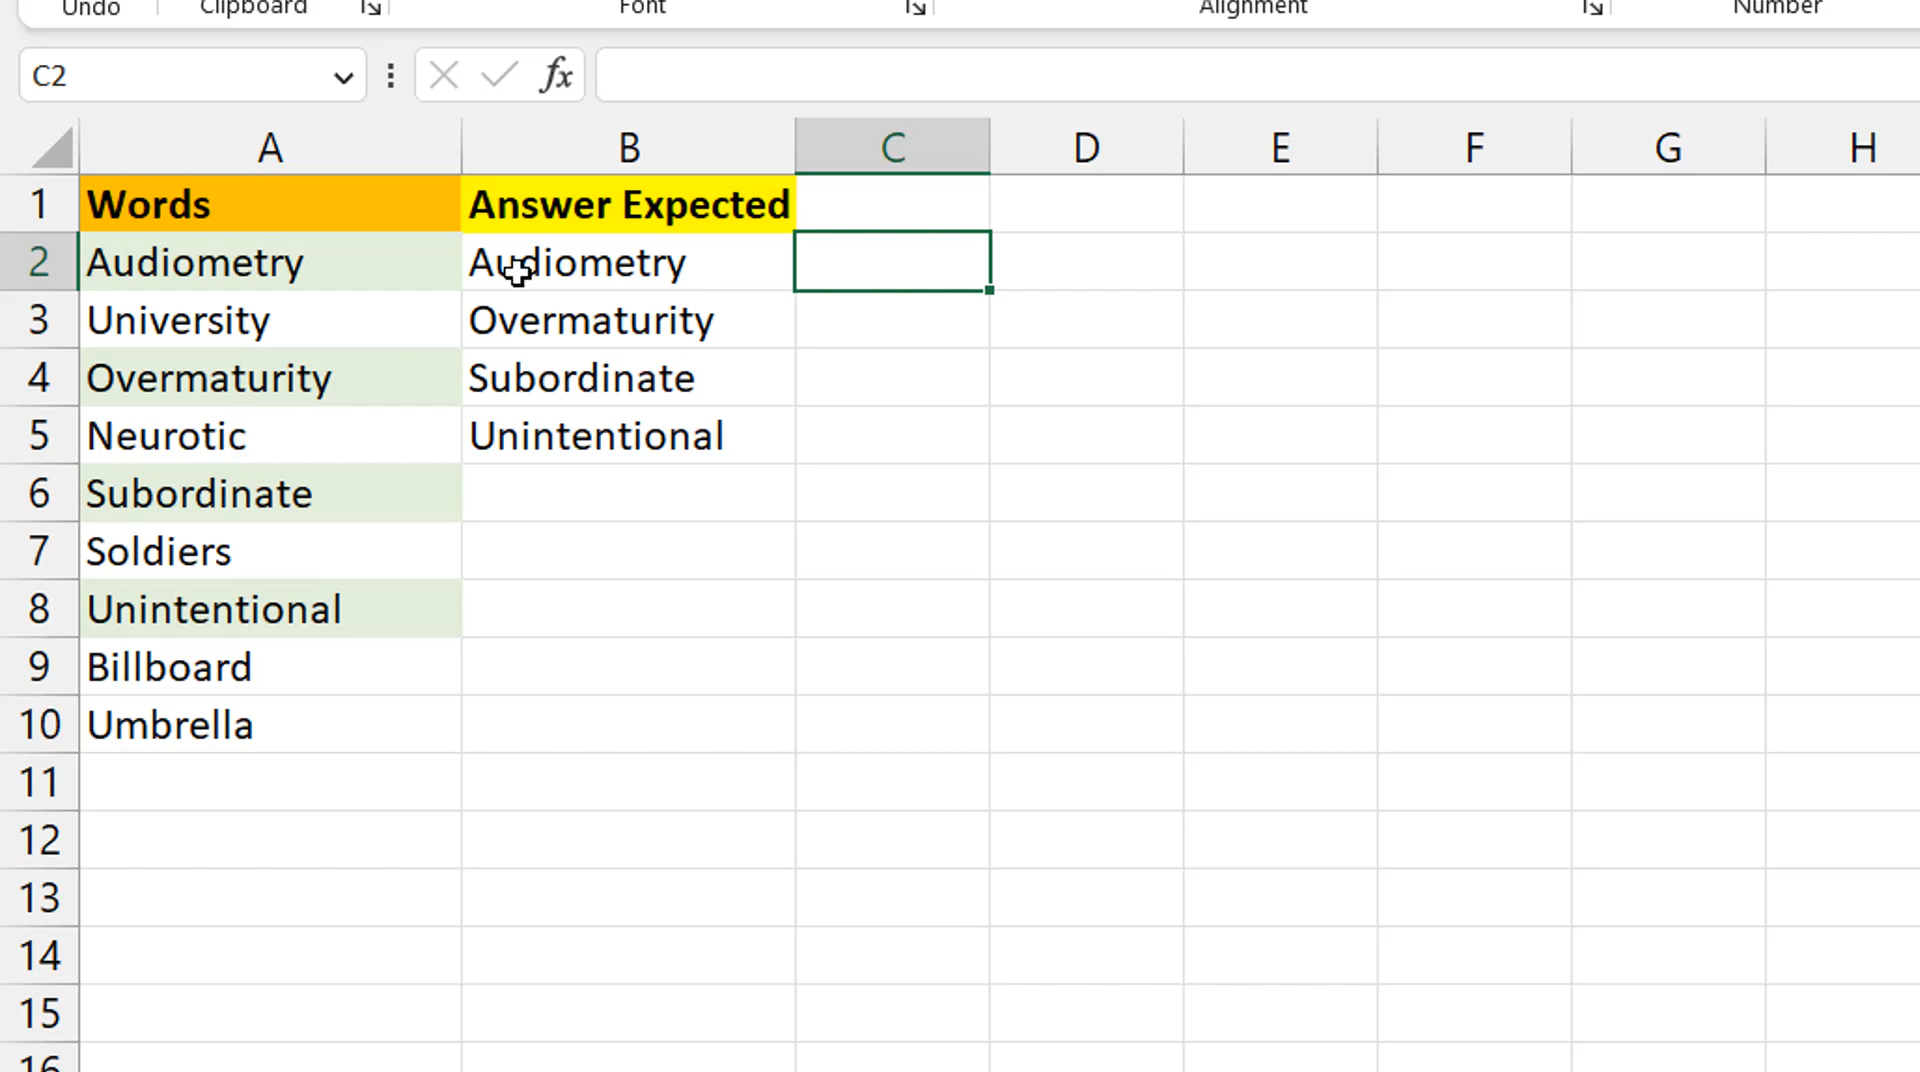 Undo Clipboard Font Alignment Number
C2 fx
A B C D E F G H
1 Words Answer Expected
2 Audiometry Audiometry
3 University Overmaturity
4 Overmaturity Subordinate
5 Neurotic Unintentional
6 Subordinate
7 Soldiers
8 Unintentional
9 Billboard
10 Umbrella
11
12
13
14
15
16